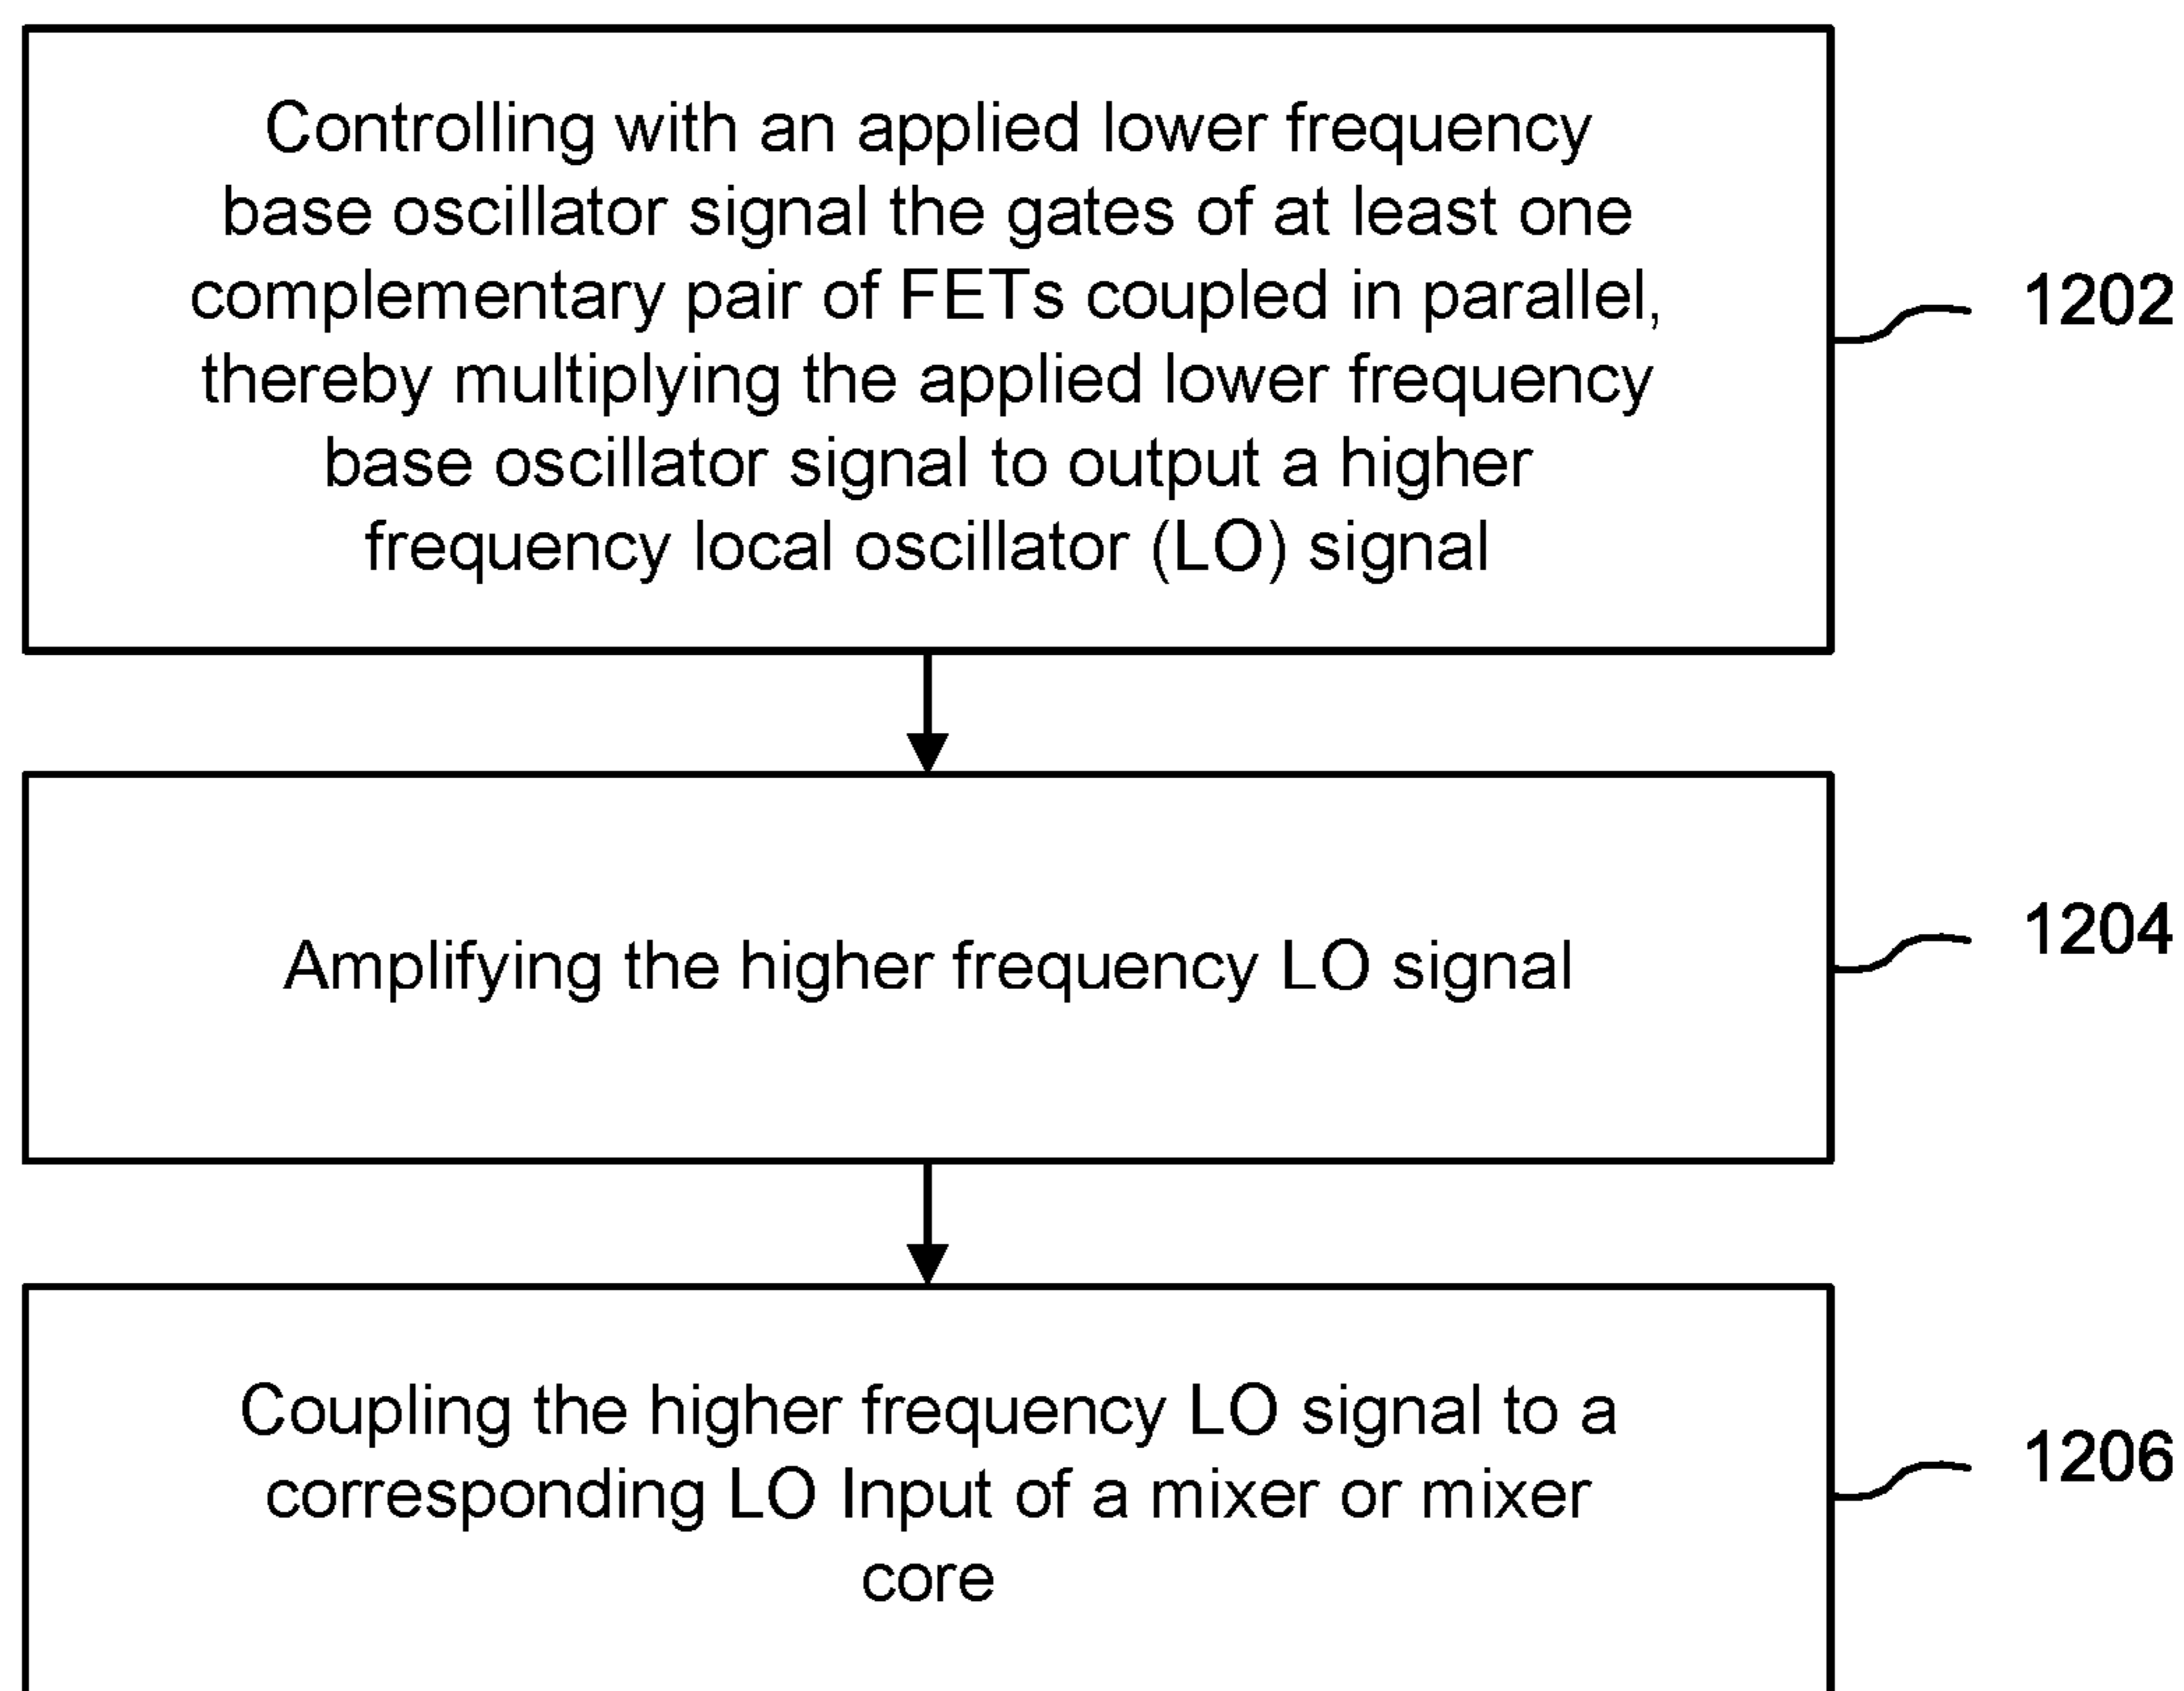 Controlling with an applied lower frequency
base oscillator signal the gates of at least one
complementary pair of FETs coupled in parallel,
thereby multiplying the applied lower frequency
base oscillator signal to output a higher
frequency local oscillator (LO) signal
1202
Amplifying the higher frequency LO signal
1204
Coupling the higher frequency LO signal to a
corresponding LO Input of a mixer or mixer
core
1206